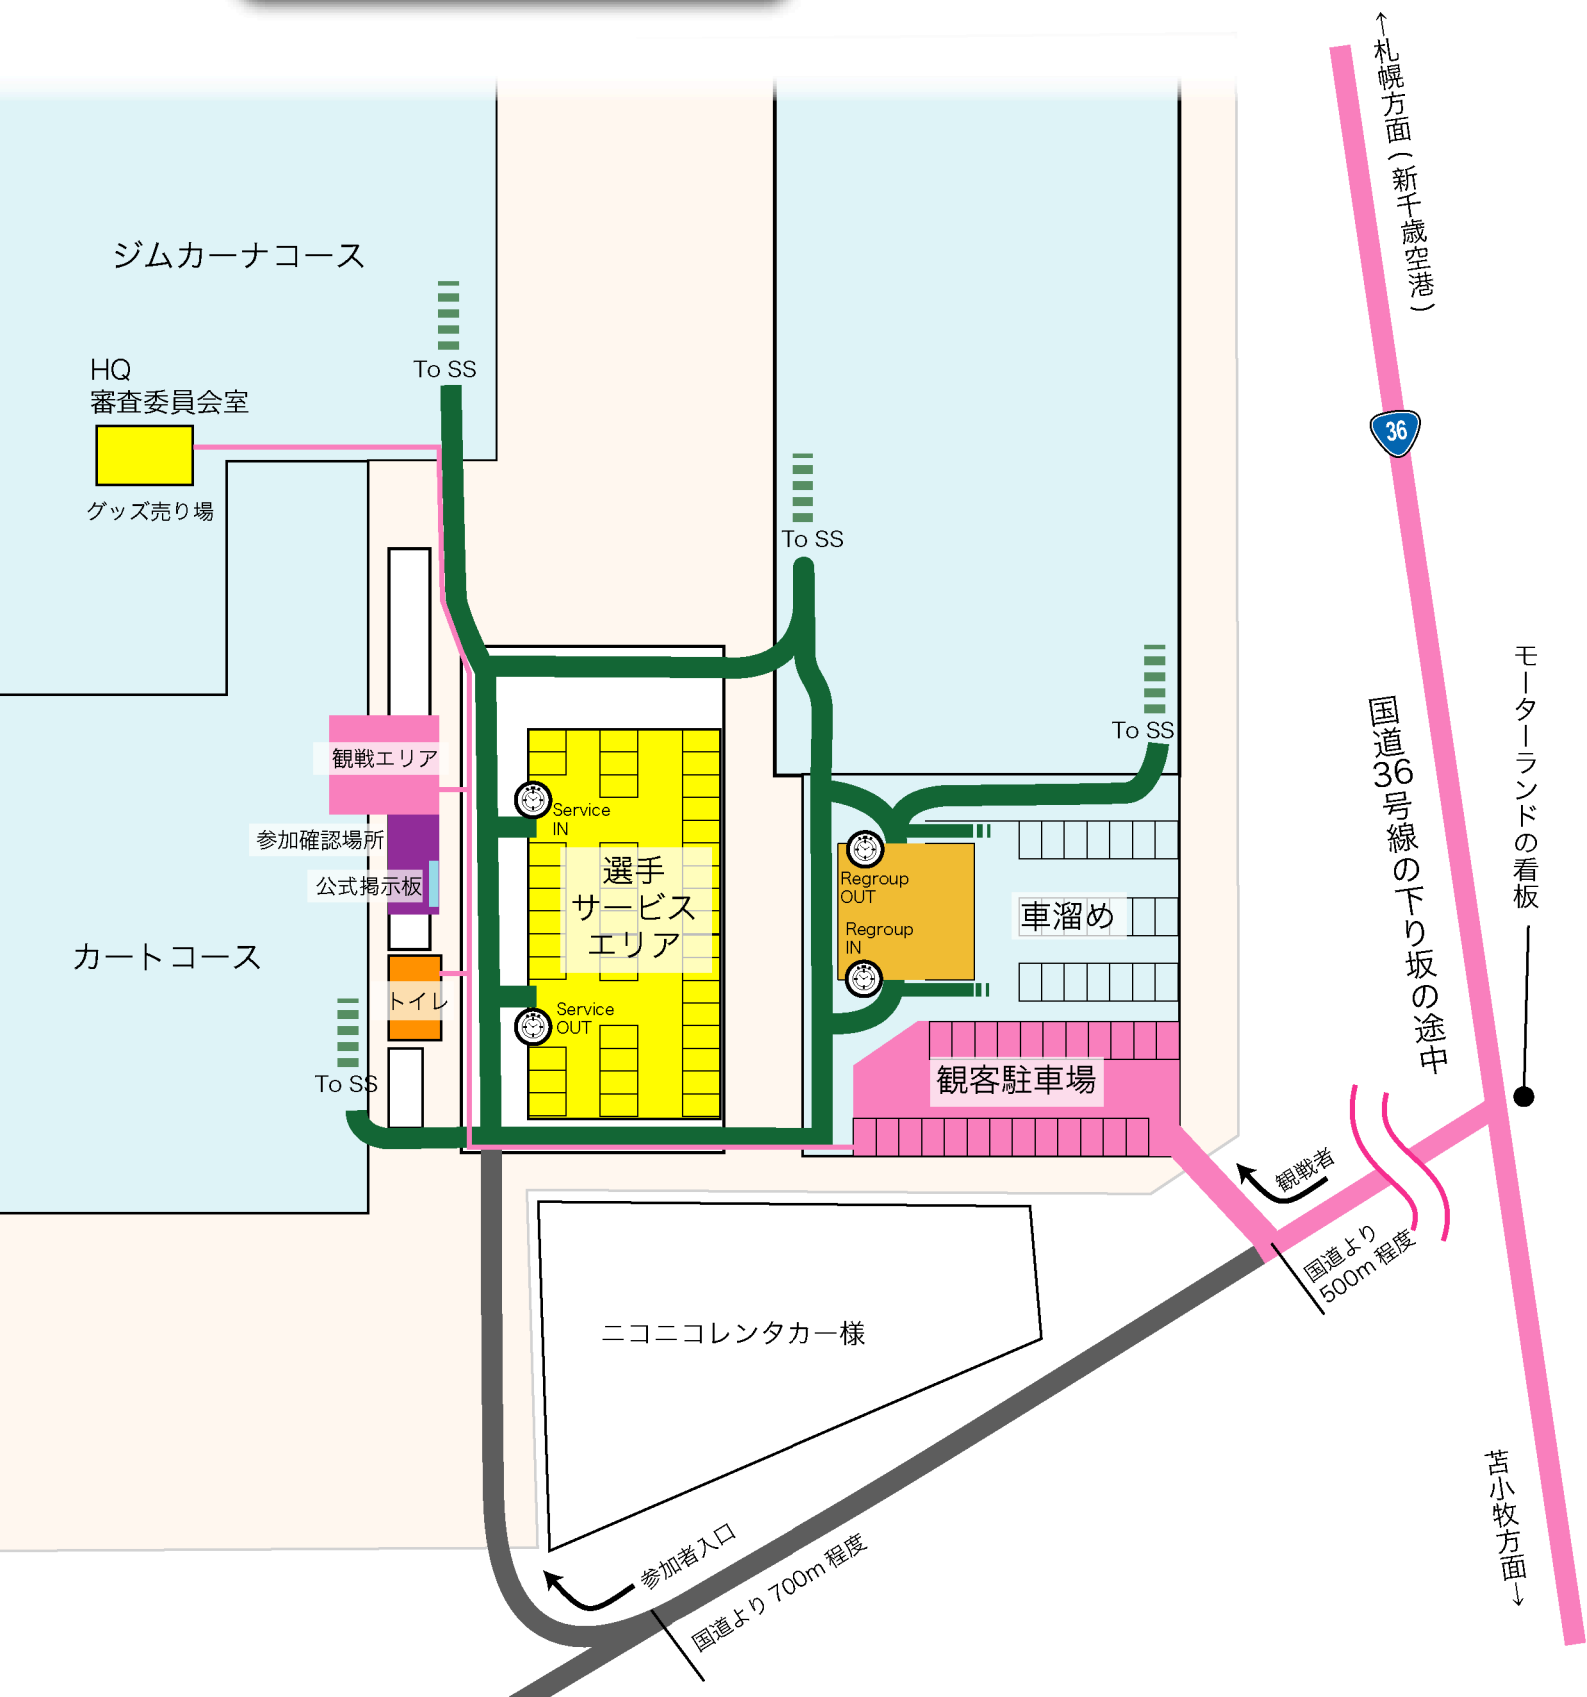 ←札幌方面(新千歳空港)
ジムカーナコース
To SS
HQ
審査委員会室
36
グッズ売り場
To SS
モーターランドの看板
国道36号線の下り坂の途中
To SS
観戦エリア
Service
IN
参加確認場所
選手
サービス
エリア
公式掲示板
Regroup
OUT
車溜め
Regroup
IN
カートコース
トイレ
Service
OUT
To SS
観客駐車場
観戦者
国道より
500m 程度
ニコニコレンタカー様
苫小牧方面→
参加者入口
国道より 700m 程度